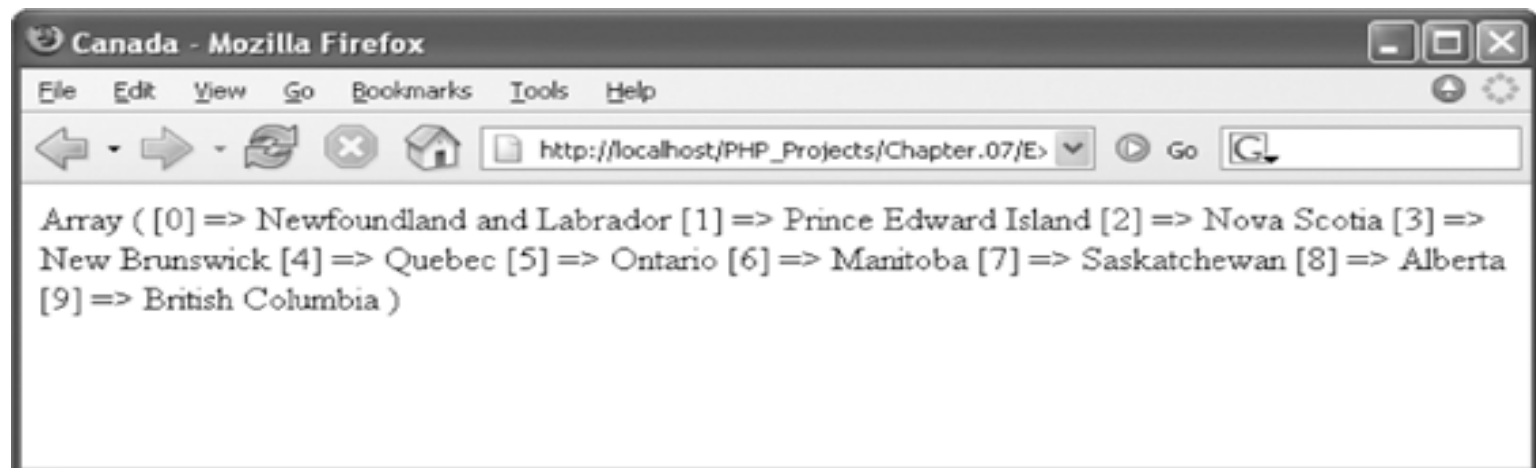 Canada - Mozilla Firefox
File Edit View Go Bookmarks Tools Help
http://localhost/PHP_Projects/Chapter.07/E Go G
Array ( [0] => Newfoundland and Labrador [1] => Prince Edward Island [2] => Nova Scotia [3] =>
New Brunswick [4] => Quebec [5] => Ontario [6] => Manitoba [7] => Saskatchewan [8] => Alberta
[9] => British Columbia )